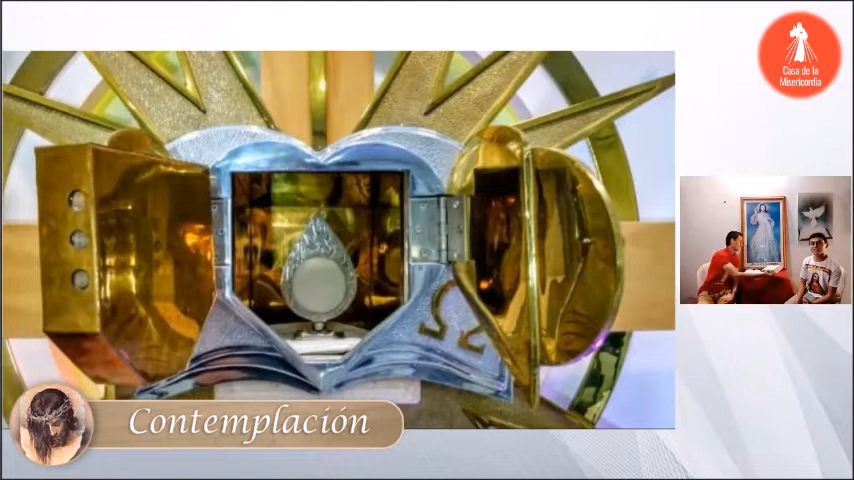 Casa de la
Misericordia
Contemplación
Ω